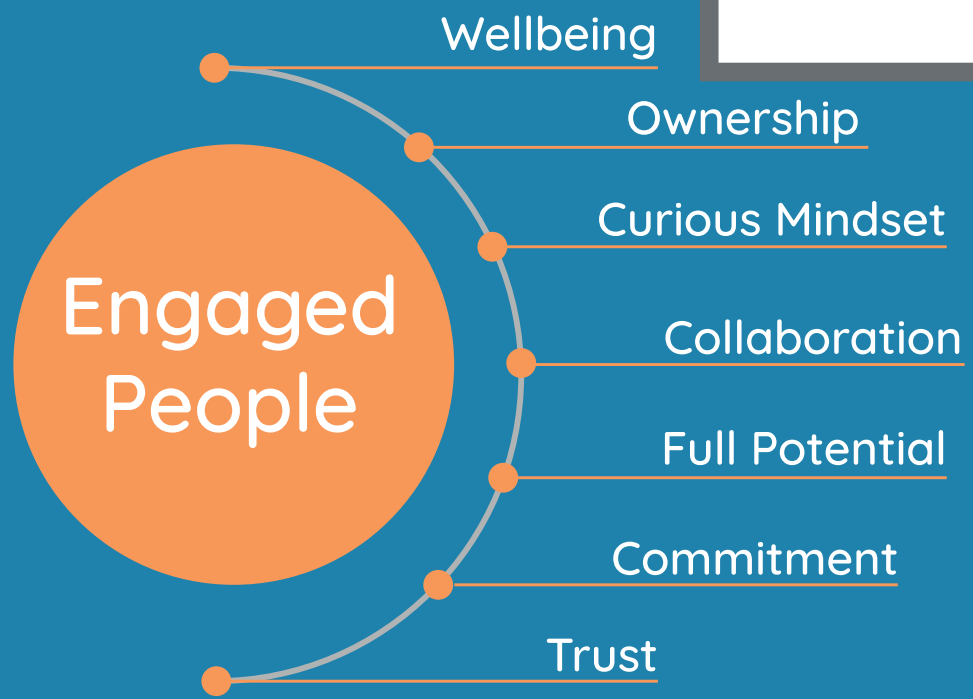 Wellbeing
Ownership
Curious Mindset
Engaged
People
Collaboration
Full Potential
Commitment
Trust